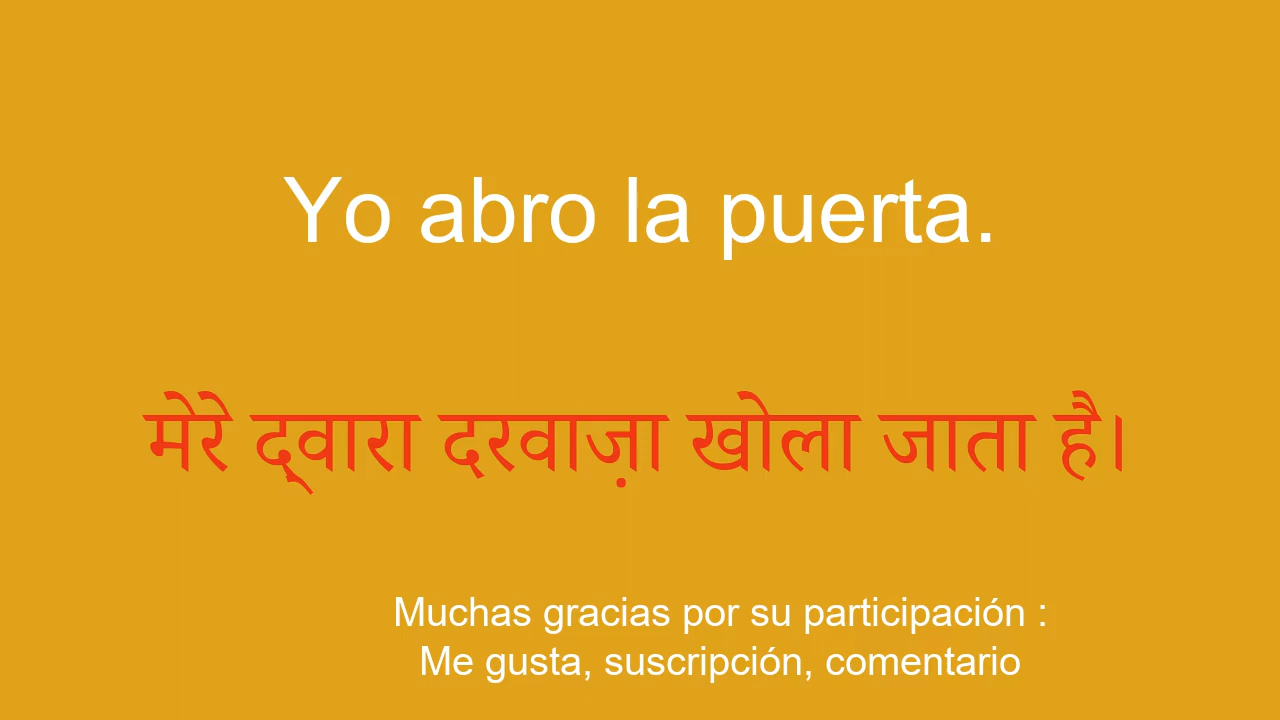 Yo abro la puerta.
मेरे द्वारा दरवाज़ा खोला जाता है।
Muchas gracias por su participación :
Me gusta, suscripción, comentario